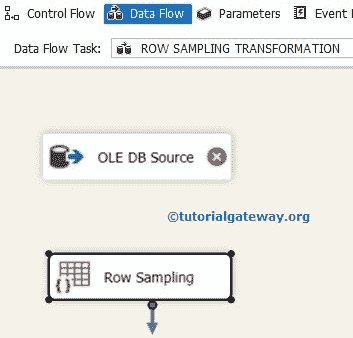 Control Flow Data Flow Parameters Event
Data Flow Task: ROW SAMPLING TRANSFORMATION
OLE DB Source
©tutorialgateway.org
Row Sampling